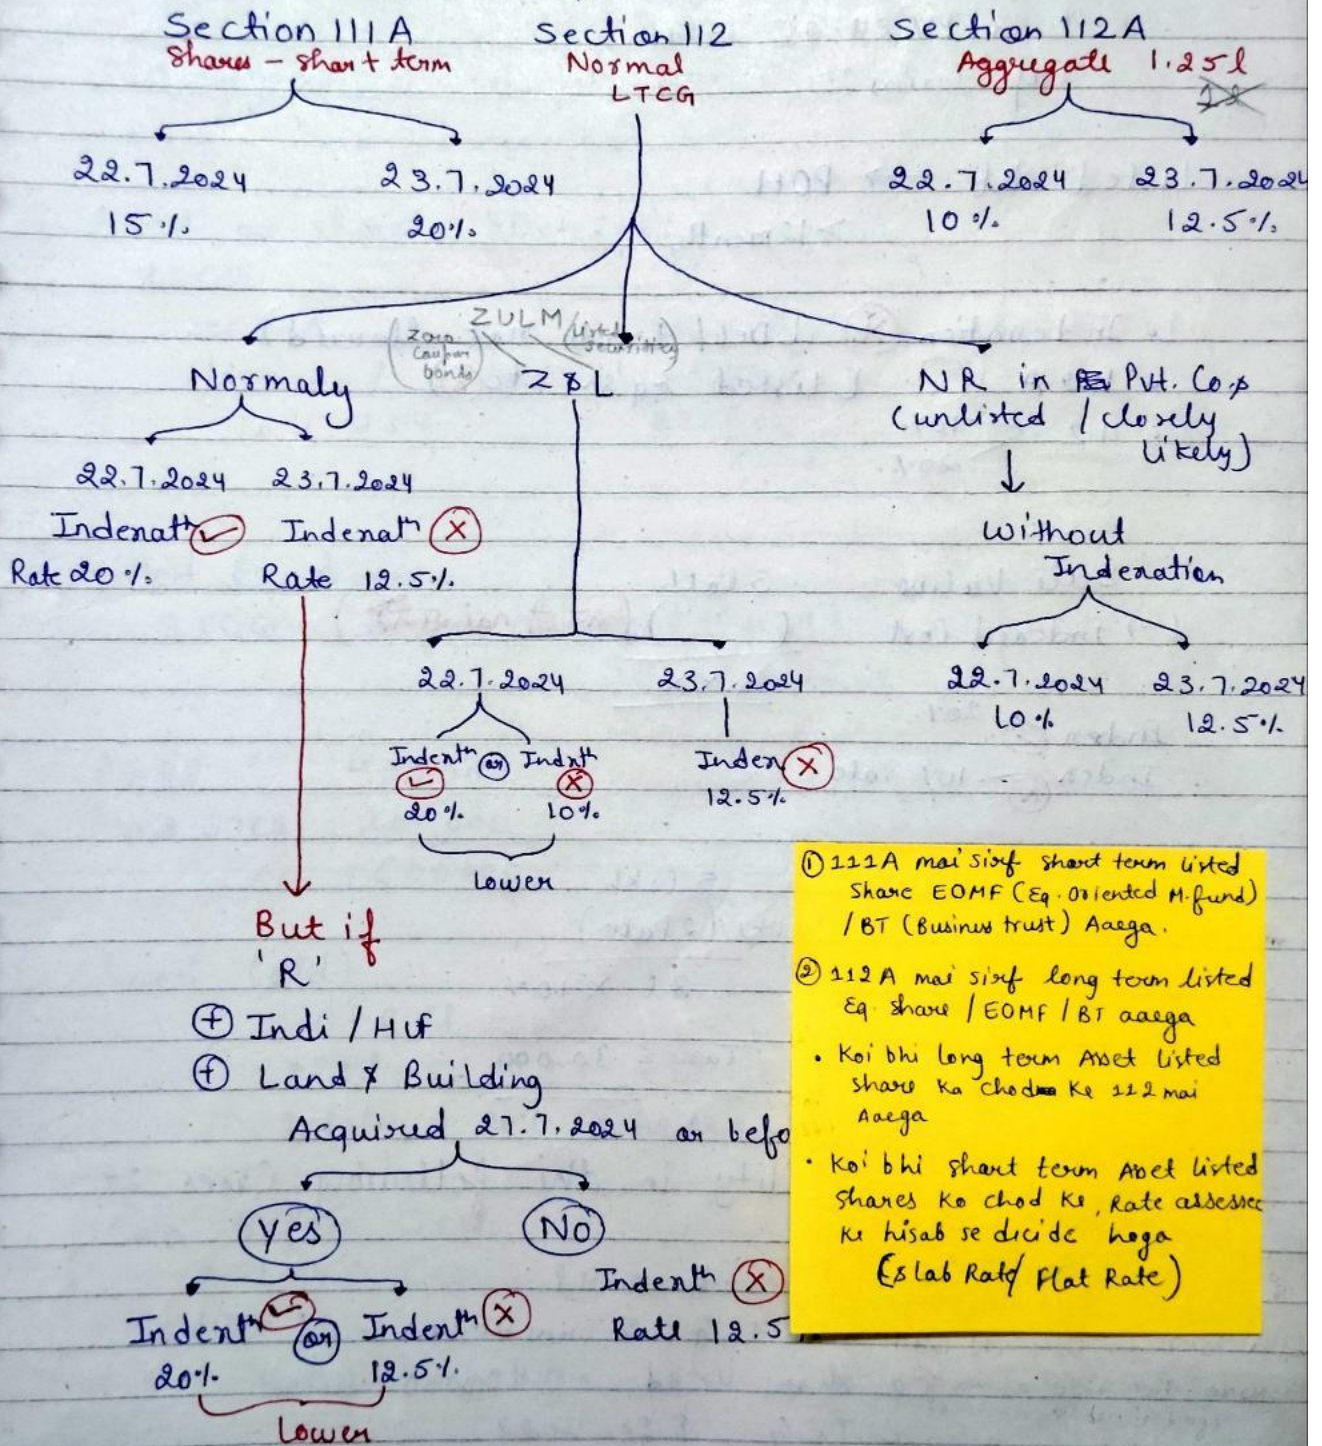 Section 111A
Shares - short term
Section 112
Normal
LTCG
Section 112A
Aggregate 1.25l
22.7.2024
15%
23.7.2024
20%
22.7.2024
10%
23.7.2024
12.5%
ZULM
(Zero
Coupon
bonds)
(Listed
Securities)
Normaly
22.7.2024
Indenatn
Rate 20%
23.7.2024
Indenatn
Rate 12.5%
Z & L
22.7.2024
Indentn
20%
or
Indntn
10%
Lower
23.7.2024
Inden
12.5%
NR in Pvt. Cos
(unlisted / closely
likely)
Without
Indexation
22.7.2024
10%
23.7.2024
12.5%
But if
'R'
+ Indi / HUF
+ Land & Building
Acquired 27.7.2024 or befo
Yes
Indentn
20%
or
Indentn
12.5%
Lower
No
Indentn
Rate 12.5
① 111A mai sirf short term listed
Share EOMF (Eq. oriented M.fund)
/ BT (Business trust) Aaega.
② 112A mai sirf long term listed
Eq. share / EOMF / BT aaega
• Koi bhi long term Asset listed
share ka chod ke 112 mai
Aaega
• Koi bhi short term Asset listed
shares ko chod ke, Rate assessee
ke hisab se decide hoga
(Slab Rate/ Flat Rate)